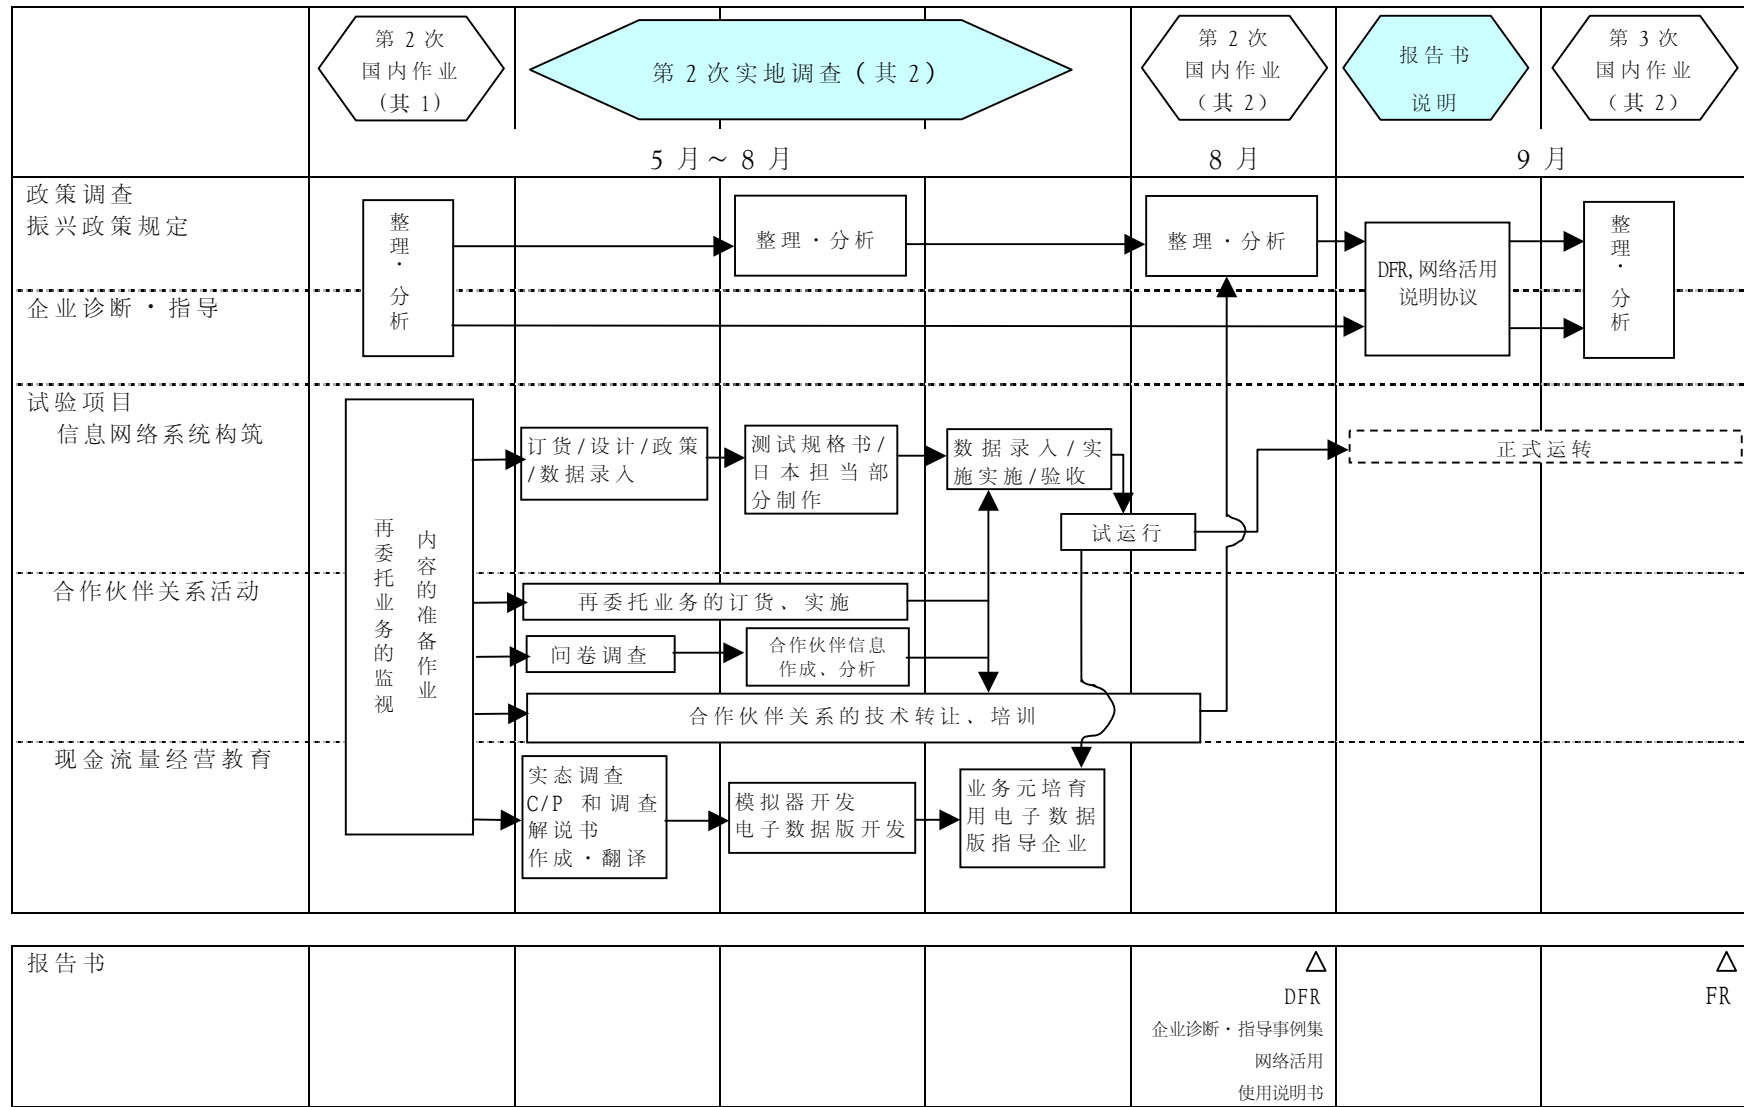 第 2 次
国内作业
(其 1)
第 2 次实地调查（其 2）
第 2 次
国内作业
（其 2）
报告书
说明
第 3 次
国内作业
（其 2）
5 月～ 8 月
8 月
9 月
政策调查
振兴政策规定
整理・分析
整理・分析
整理・分析
DFR,网络活用
说明协议
整理・分析
企业诊断・指导
试验项目
信息网络系统构筑
再委托业务的监视
内容的准备作业
订货/设计/政策
/数据录入
测试规格书/
日本担当部
分制作
数据录入/实
施实施/验收
试运行
正式运转
合作伙伴关系活动
再委托业务的订货、实施
问卷调查
合作伙伴信息
作成、分析
合作伙伴关系的技术转让、培训
现金流量经营教育
实态调查
C/P 和调查
解说书
作成・翻译
模拟器开发
电子数据版开发
业务元培育
用电子数据
版指导企业
报告书
△
DFR
企业诊断・指导事例集
网络活用
使用说明书
△
FR